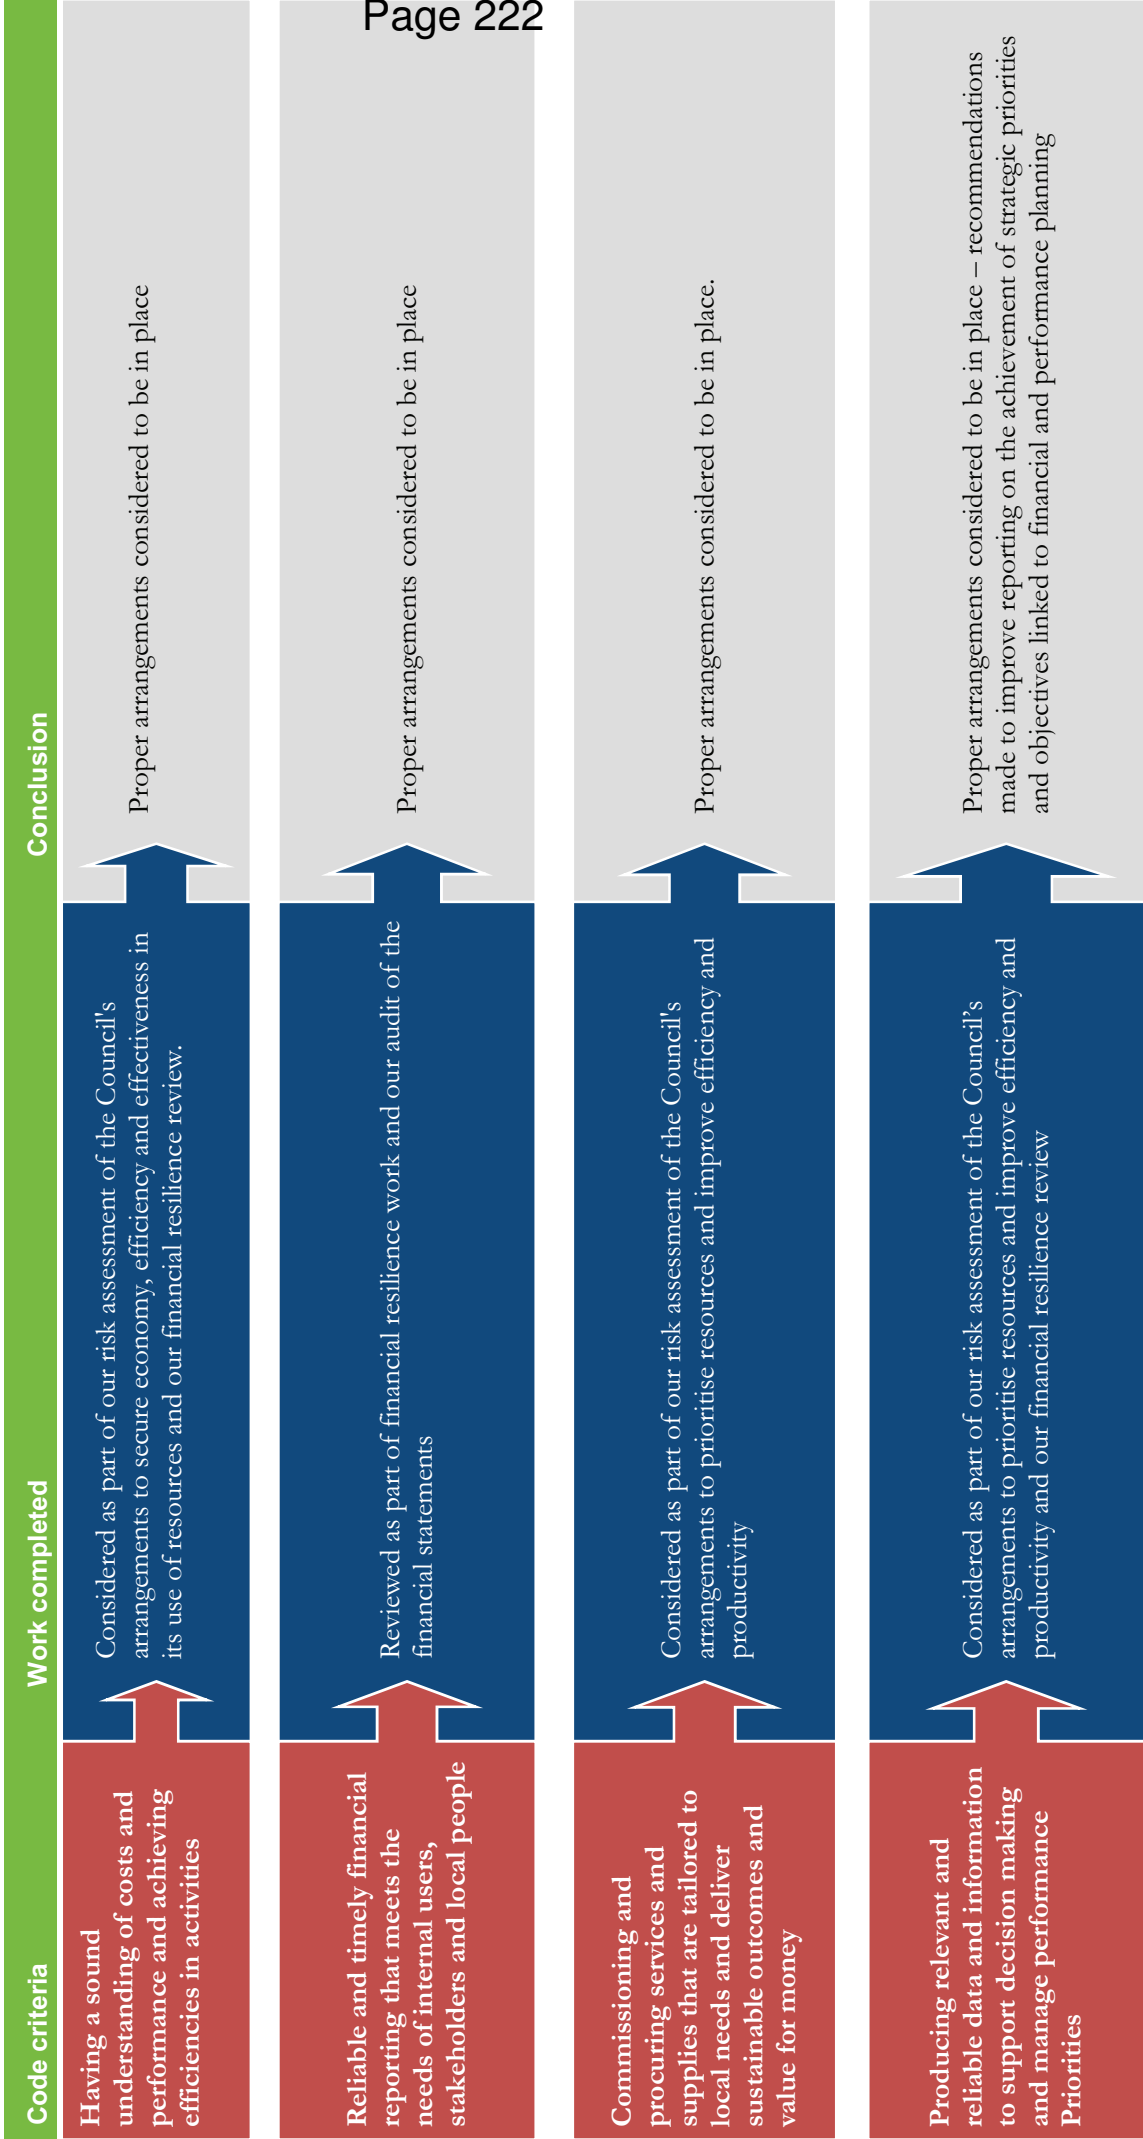 Page 222
Code criteria
Work completed
Conclusion
Having a sound
understanding of costs and
performance and achieving
efficiencies in activities
Considered as part of our risk assessment of the Council's
arrangements to secure economy, efficiency and effectiveness in
its use of resources and our financial resilience review.
Proper arrangements considered to be in place
Reliable and timely financial
reporting that meets the
needs of internal users,
stakeholders and local people
Reviewed as part of financial resilience work and our audit of the
financial statements
Proper arrangements considered to be in place
Commissioning and
procuring services and
supplies that are tailored to
local needs and deliver
sustainable outcomes and
value for money
Considered as part of our risk assessment of the Council's
arrangements to prioritise resources and improve efficiency and
productivity
Proper arrangements considered to be in place.
Producing relevant and
reliable data and information
to support decision making
and manage performance
Priorities
Considered as part of our risk assessment of the Council’s
arrangements to prioritise resources and improve efficiency and
productivity and our financial resilience review
Proper arrangements considered to be in place – recommendations
made to improve reporting on the achievement of strategic priorities
and objectives linked to financial and performance planning